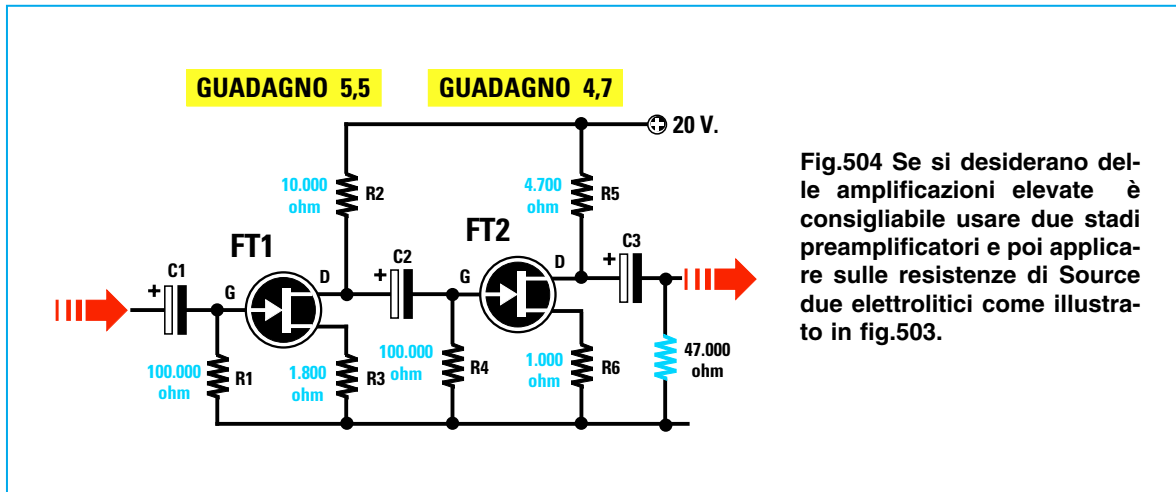 GUADAGNO 5,5
GUADAGNO 4,7
20 V.
10.000
ohm
R2
4.700
ohm
R5
FT1
FT2
C1
C2
C3
+
+
+
G
D
G
D
100.000
ohm
R1
1.800
ohm
R3
100.000
ohm
R4
1.000
ohm
R6
47.000
ohm
Fig.504 Se si desiderano del-
le amplificazioni elevate è
consigliabile usare due stadi
preamplificatori e poi applica-
re sulle resistenze di Source
due elettrolitici come illustra-
to in fig.503.